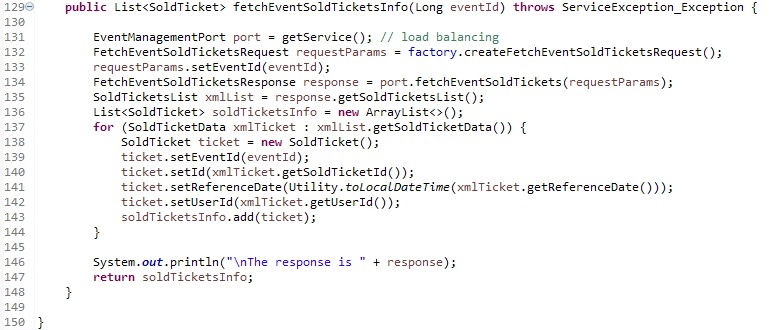 129 public List<SoldTicket> fetchEventSoldTicketsInfo(Long eventId) throws ServiceException_Exception {
130
131 EventManagementPort port = getService(); // load balancing
132 FetchEventSoldTicketsRequest requestParams = factory.createFetchEventSoldTicketsRequest();
133 requestParams.setEventId(eventId);
134 FetchEventSoldTicketsResponse response = port.fetchEventSoldTickets(requestParams);
135 SoldTicketsList xmlList = response.getSoldTicketsList();
136 List<SoldTicket> soldTicketsInfo = new ArrayList<>();
137 for (SoldTicketData xmlTicket : xmlList.getSoldTicketData()) {
138 SoldTicket ticket = new SoldTicket();
139 ticket.setEventId(eventId);
140 ticket.setId(xmlTicket.getSoldTicketId());
141 ticket.setReferenceDate(Utility.toLocalDateTime(xmlTicket.getReferenceDate()));
142 ticket.setUserId(xmlTicket.getUserId());
143 soldTicketsInfo.add(ticket);
144 }
145
146 System.out.println("\nThe response is " + response);
147 return soldTicketsInfo;
148 }
149
150 }